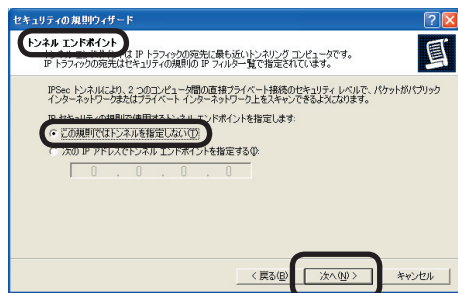 セキュリティの規則ウィザード
トンネル エンドポイント
トンネル エンドポイントは IP トラフィックの宛先に最も近いトンネリング コンピュータです。
IP トラフィックの宛先はセキュリティの規則の IP フィルタ一覧で指定されています。
IPSec トンネルにより、2 つのコンピュータ間の直接プライベート接続のセキュリティ レベルで、パケットがパブリック
インターネットワークまたはプライベート インターネットワーク上をスキャンできるようになります。
IP セキュリティの規則で使用するトンネル エンドポイントを指定します:
この規則ではトンネルを指定しない(T)
次の IP アドレスでトンネル エンドポイントを指定する(I):
0 . 0 . 0 . 0
< 戻る(B) 次へ(N) > キャンセル